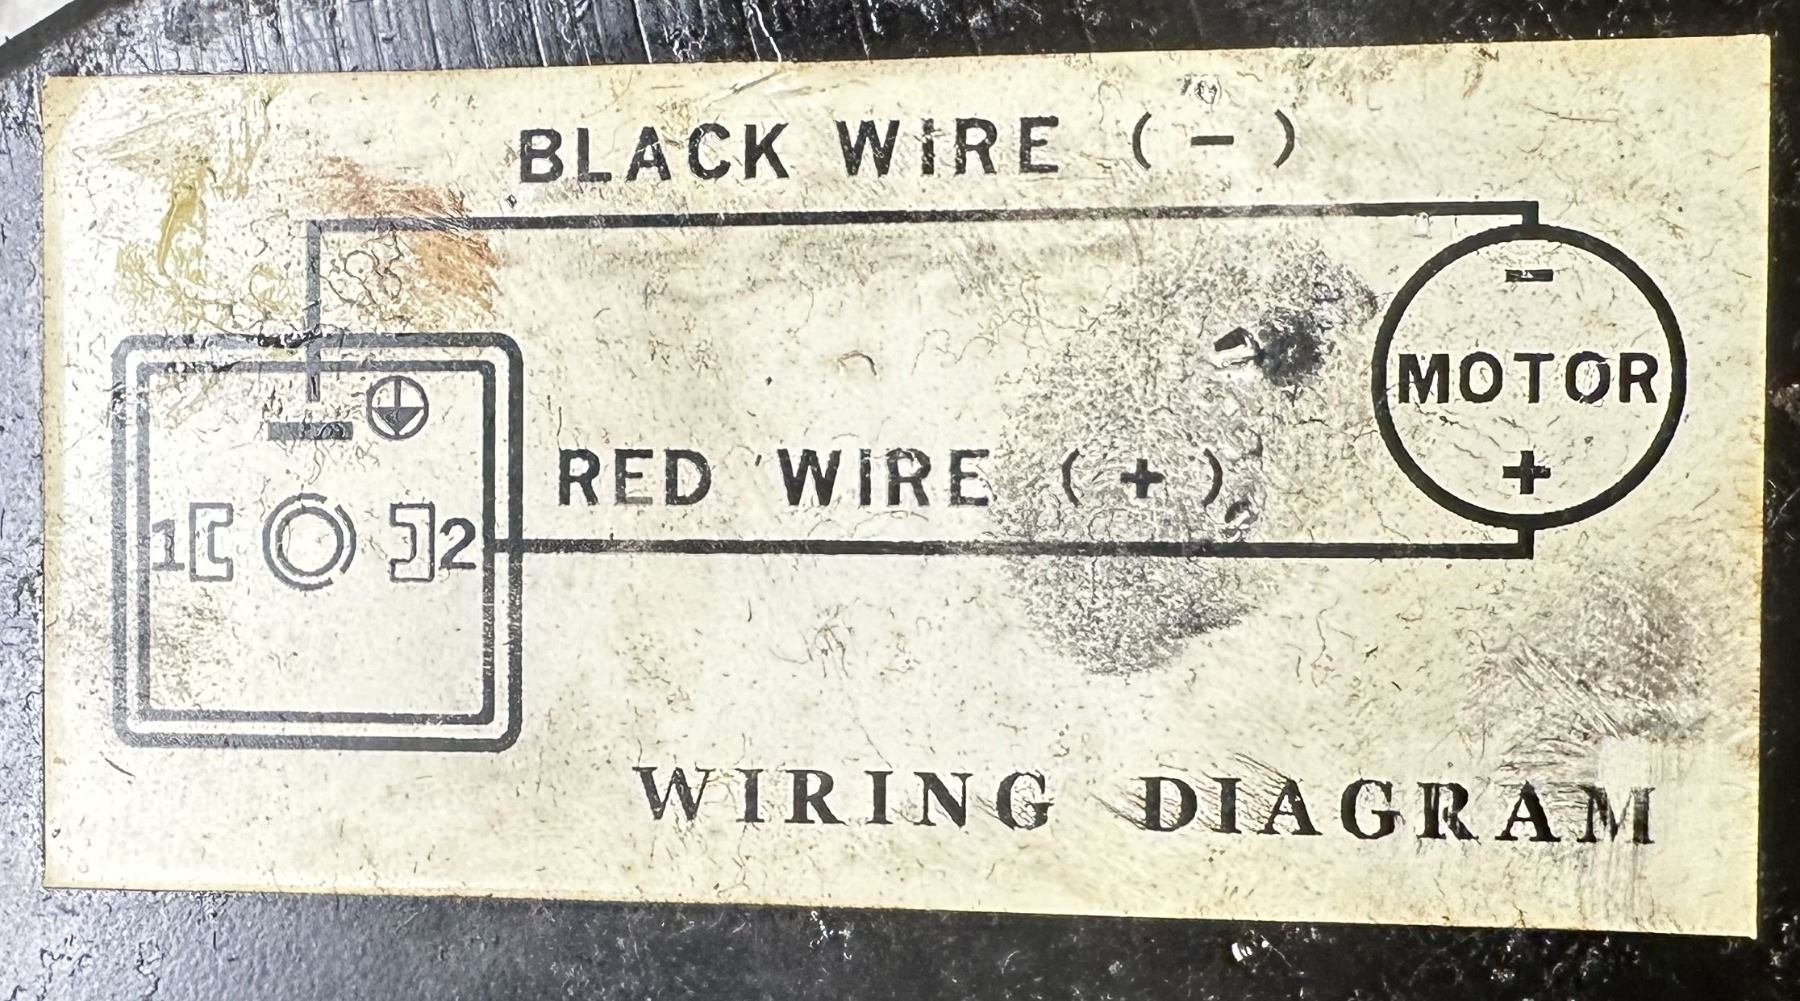 BLACK WIRE (-)
-
MOTOR
RED WIRE (+)
+
1 2
WIRING DIAGRAM